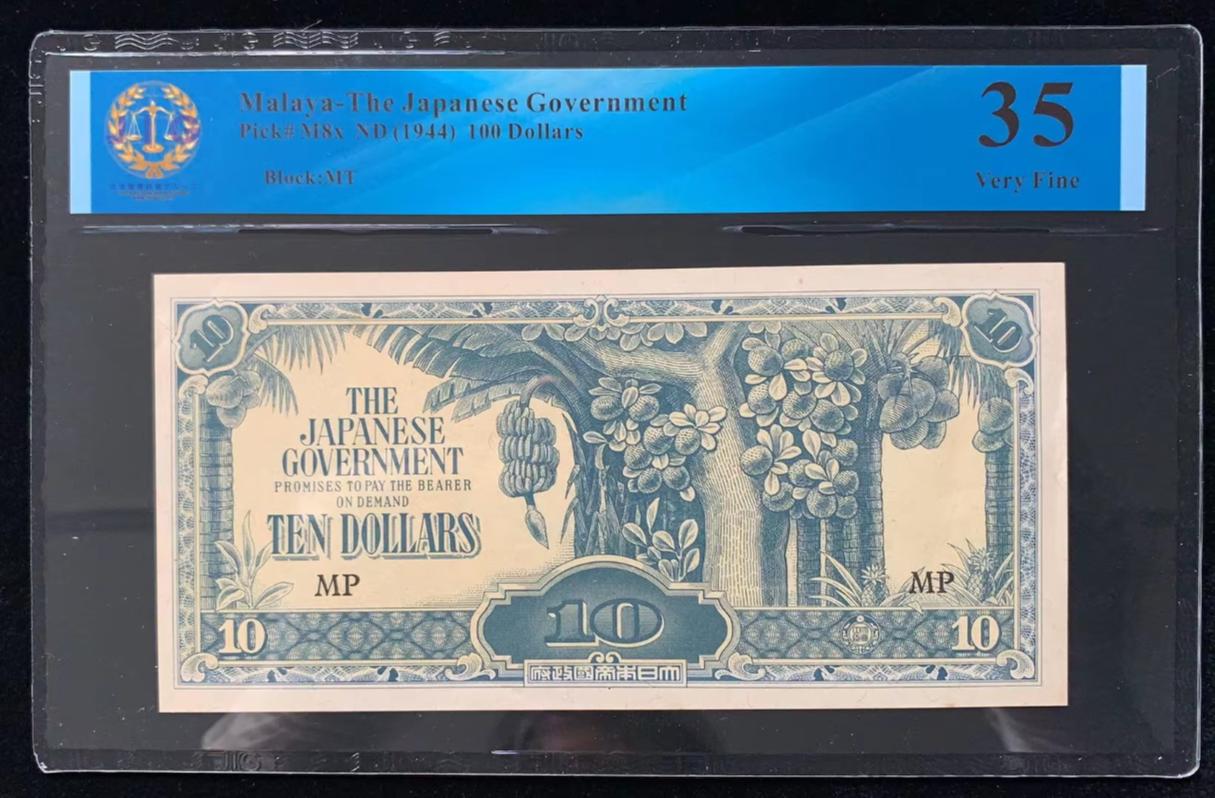 Malaya-The Japanese Government
Pick# M8x ND (1944) 100 Dollars
Block:MT
35
Very Fine
10
10
THE
JAPANESE
GOVERNMENT
PROMISES TO PAY THE BEARER
ON DEMAND
TEN DOLLARS
MP
MP
10
10
10
府政國帝本日大